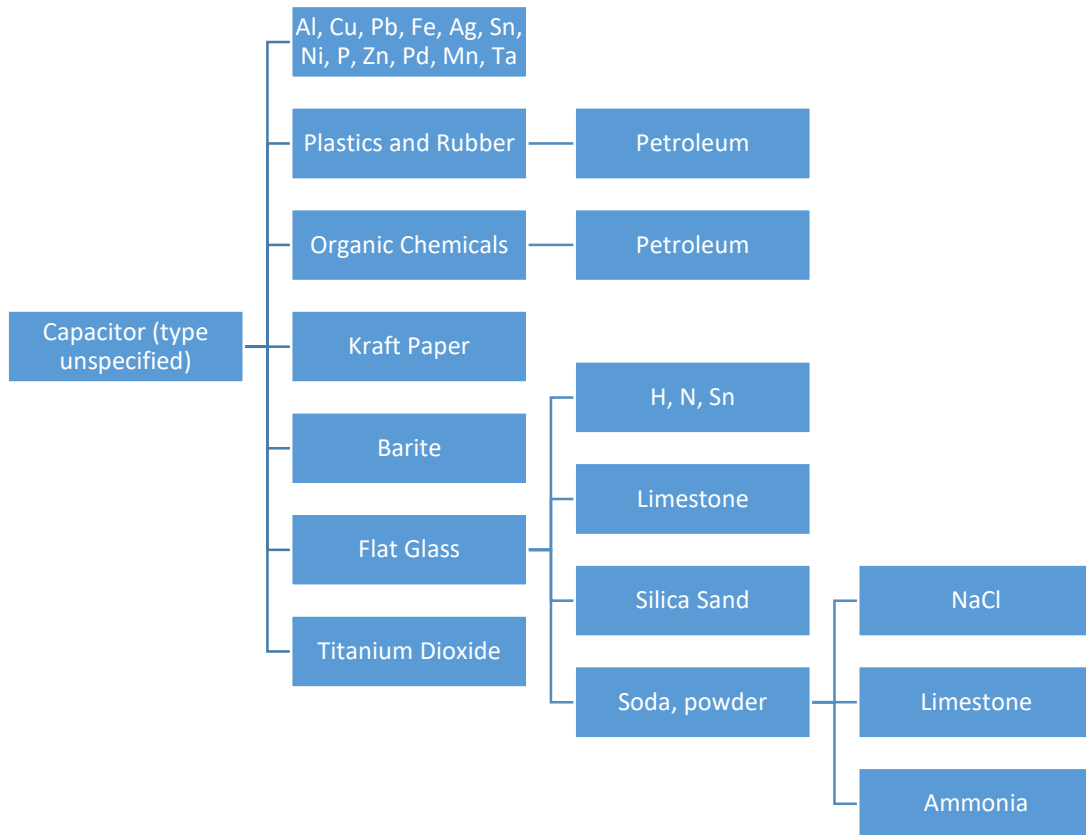 Al, Cu, Pb, Fe, Ag, Sn,
Ni, P, Zn, Pd, Mn, Ta
Plastics and Rubber
Petroleum
Organic Chemicals
Petroleum
Capacitor (type
unspecified)
Kraft Paper
H, N, Sn
Barite
Limestone
Flat Glass
Silica Sand
NaCl
Titanium Dioxide
Soda, powder
Limestone
Ammonia